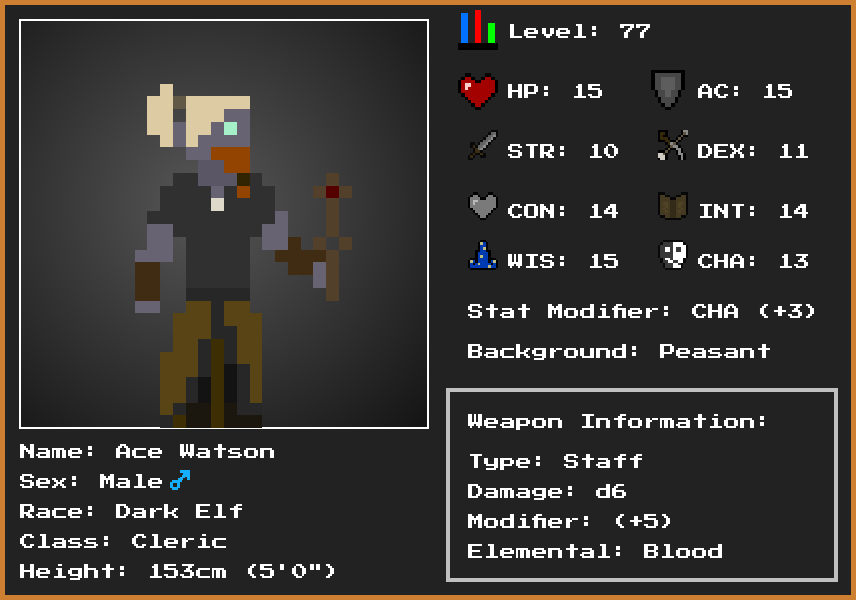 Level: 77
HP: 15
AC: 15
STR: 10
DEX: 11
CON: 14
INT: 14
WIS: 15
CHA: 13
Stat Modifier: CHA (+3)
Background: Peasant
Weapon Information:
Type: Staff
Damage: d6
Modifier: (+5)
Elemental: Blood
Name: Ace Watson
Sex: Male♂
Race: Dark Elf
Class: Cleric
Height: 153cm (5'0")